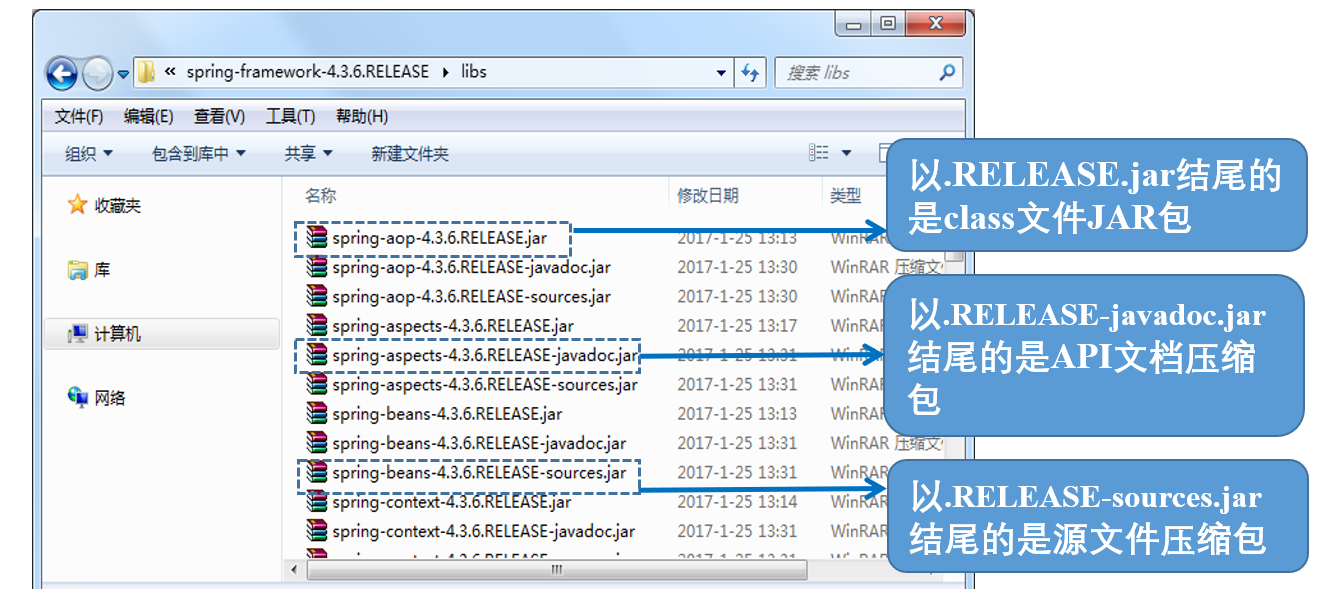 « spring-framework-4.3.6.RELEASE libs
搜索 libs
文件(F) 编辑(E) 查看(V) 工具(T) 帮助(H)
组织 包含到库中 共享 新建文件夹
收藏夹
库
计算机
网络
名称 修改日期 类型
spring-aop-4.3.6.RELEASE.jar 2017-1-25 13:13 WinRAR
spring-aop-4.3.6.RELEASE-javadoc.jar 2017-1-25 13:30 WinRAR 压缩文
spring-aop-4.3.6.RELEASE-sources.jar 2017-1-25 13:30 WinRAR
spring-aspects-4.3.6.RELEASE.jar 2017-1-25 13:17 WinRAR
spring-aspects-4.3.6.RELEASE-javadoc.jar 2017-1-25 13:31 WinRAR
spring-aspects-4.3.6.RELEASE-sources.jar 2017-1-25 13:31 WinRAR
spring-beans-4.3.6.RELEASE.jar 2017-1-25 13:13 WinRAR
spring-beans-4.3.6.RELEASE-javadoc.jar 2017-1-25 13:31 WinRAR 压缩文
spring-beans-4.3.6.RELEASE-sources.jar 2017-1-25 13:31 WinRAR
spring-context-4.3.6.RELEASE.jar 2017-1-25 13:14 WinRAR
spring-context-4.3.6.RELEASE-javadoc.jar 2017-1-25 13:31 WinRAR
以.RELEASE.jar结尾的
是class文件JAR包
以.RELEASE-javadoc.jar
结尾的是API文档压缩
包
以.RELEASE-sources.jar
结尾的是源文件压缩包